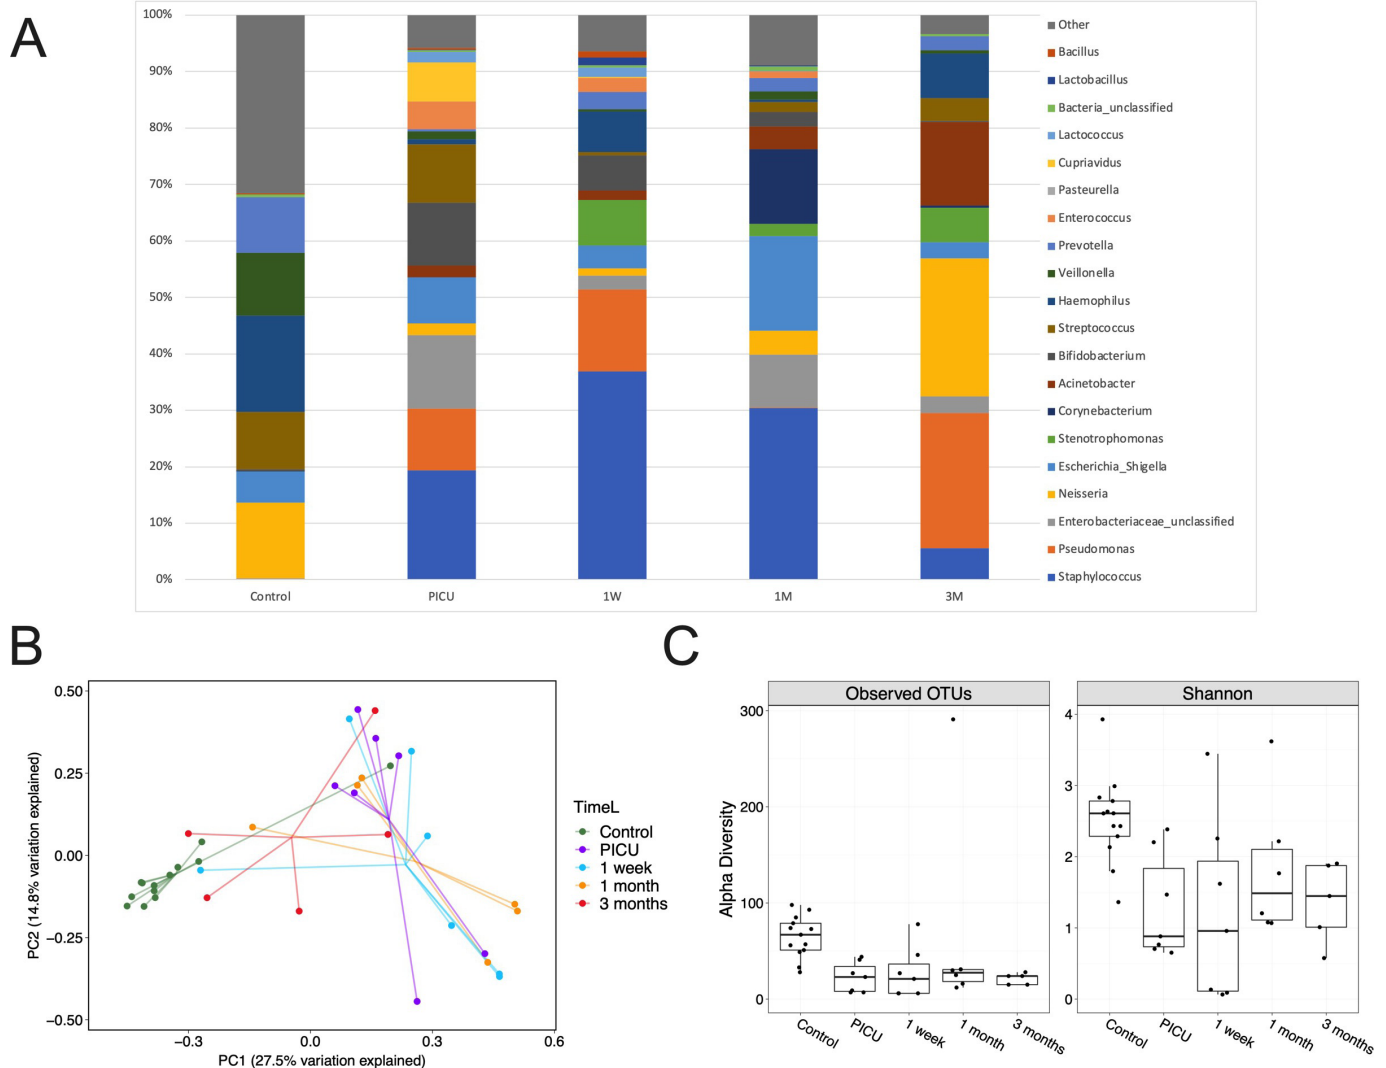 A
100%
90%
80%
70%
60%
50%
40%
30%
20%
10%
0%
Control
PICU
1W
1M
3M
Other
Bacillus
Lactobacillus
Bacteria_unclassified
Lactococcus
Cupriavidus
Pasteurella
Enterococcus
Prevotella
Veillonella
Haemophilus
Streptococcus
Bifidobacterium
Acinetobacter
Corynebacterium
Stenotrophomonas
Escherichia_Shigella
Neisseria
Enterobacteriaceae_unclassified
Pseudomonas
Staphylococcus
B
PC2 (14.8% variation explained)
0.50
0.25
0.00
−0.25
−0.50
−0.3
0.0
0.3
0.6
PC1 (27.5% variation explained)
TimeL
Control
PICU
1 week
1 month
3 months
C
Alpha Diversity
Observed OTUs
300
200
100
0
Control
PICU
1 week
1 month
3 months
Shannon
4
3
2
1
0
Control
PICU
1 week
1 month
3 months